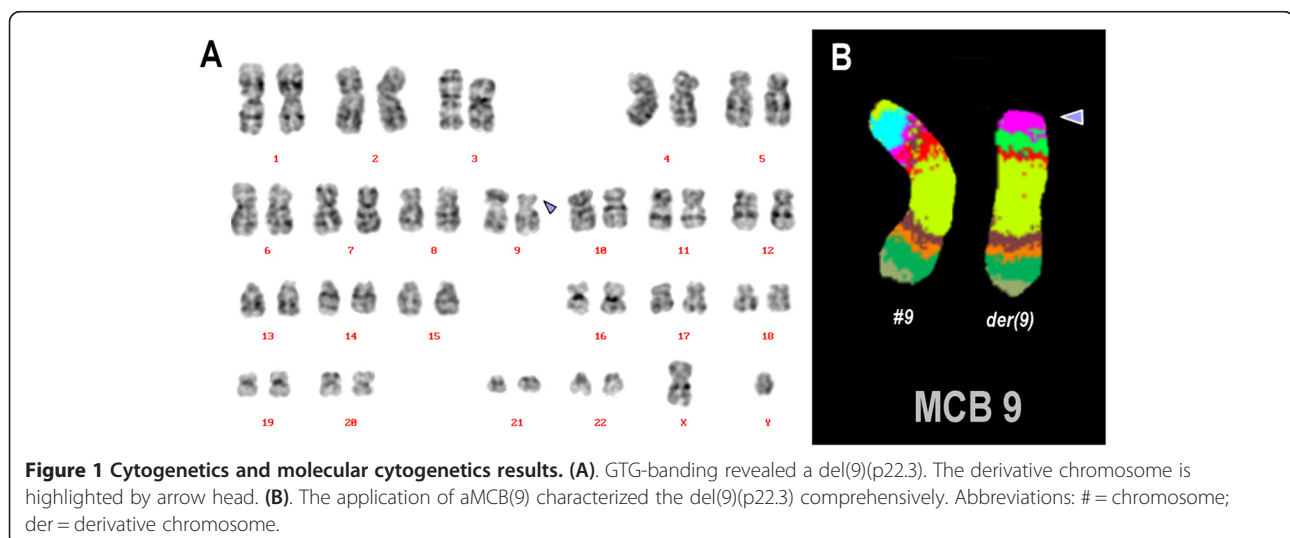 A
B
1 2 3 4 5
6 7 8 9 10 11 12
13 14 15 16 17 18
19 20 21 22 X Y
#9 der(9)
MCB 9
Figure 1 Cytogenetics and molecular cytogenetics results. (A). GTG-banding revealed a del(9)(p22.3). The derivative chromosome is
highlighted by arrow head. (B). The application of aMCB(9) characterized the del(9)(p22.3) comprehensively. Abbreviations: # = chromosome;
der = derivative chromosome.